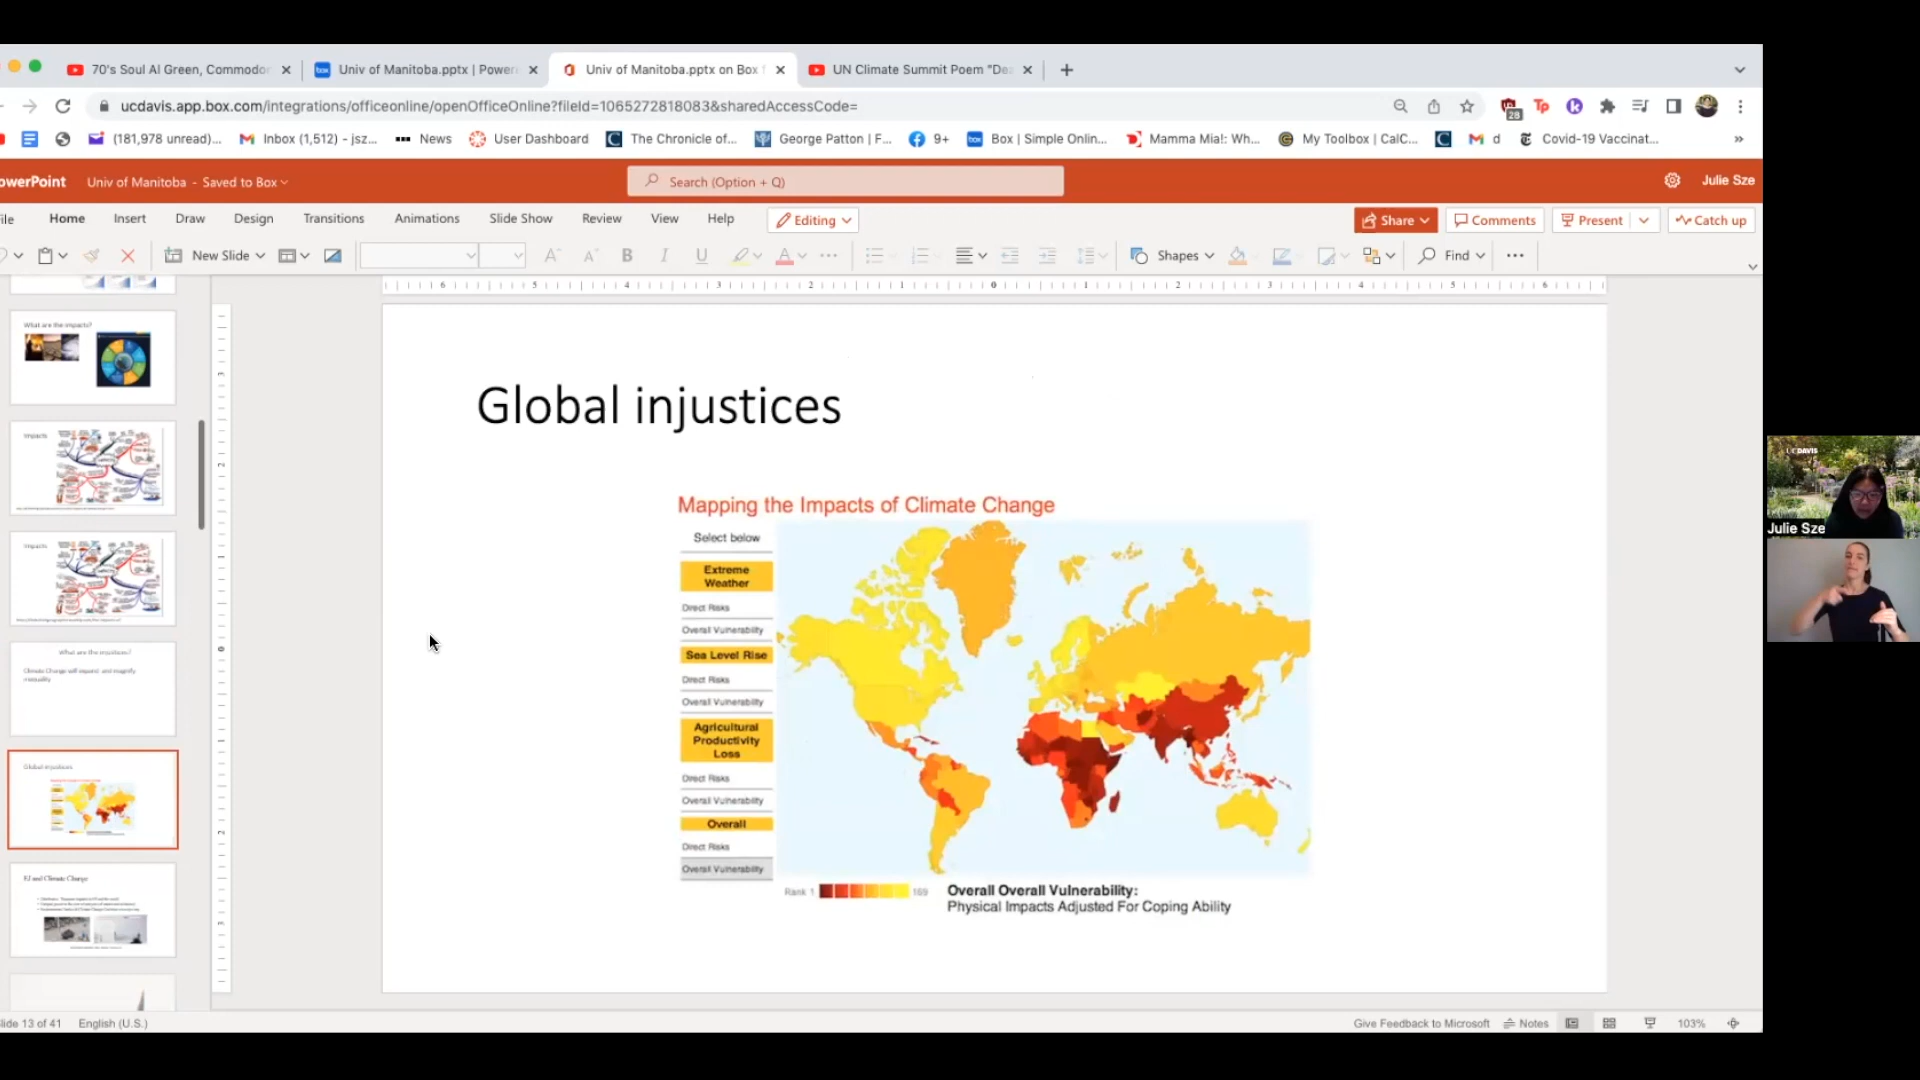 70's Soul Al Green, Commodor
Univ of Manitoba.pptx | Power
Univ of Manitoba.pptx on Box f
UN Climate Summit Poem "Dea
ucdavis.app.box.com/integrations/officeonline/openOfficeOnline?fileId=1065272818083&sharedAccessCode=
28
(181,978 unread)...
Inbox (1,512) - jsz...
News
User Dashboard
The Chronicle of...
George Patton | F...
9+
Box | Simple Onlin...
Mamma Mia!: Wh...
My Toolbox | CalC...
d
Covid-19 Vaccinat...
»
owerPoint
Univ of Manitoba - Saved to Box
Search (Option + Q)
Julie Sze
ile
Home
Insert
Draw
Design
Transitions
Animations
Slide Show
Review
View
Help
Editing
Share
Comments
Present
Catch up
New Slide
B
I
U
A
Shapes
Find
What are the impacts?
Impacts
Impacts
What are the injustices?
Climate Change will expand and magnify
inequality
Global injustices
EJ and Climate Change
Global injustices
Mapping the Impacts of Climate Change
Select below
Extreme
Weather
Direct Risks
Overall Vulnerability
Sea Level Rise
Direct Risks
Overall Vulnerability
Agricultural
Productivity
Loss
Direct Risks
Overall Vulnerability
Overall
Direct Risks
Overall Vulnerability
Rank 1
169
Overall Overall Vulnerability:
Physical Impacts Adjusted For Coping Ability
UC DAVIS
Julie Sze
lide 13 of 41
English (U.S.)
Give Feedback to Microsoft
Notes
103%